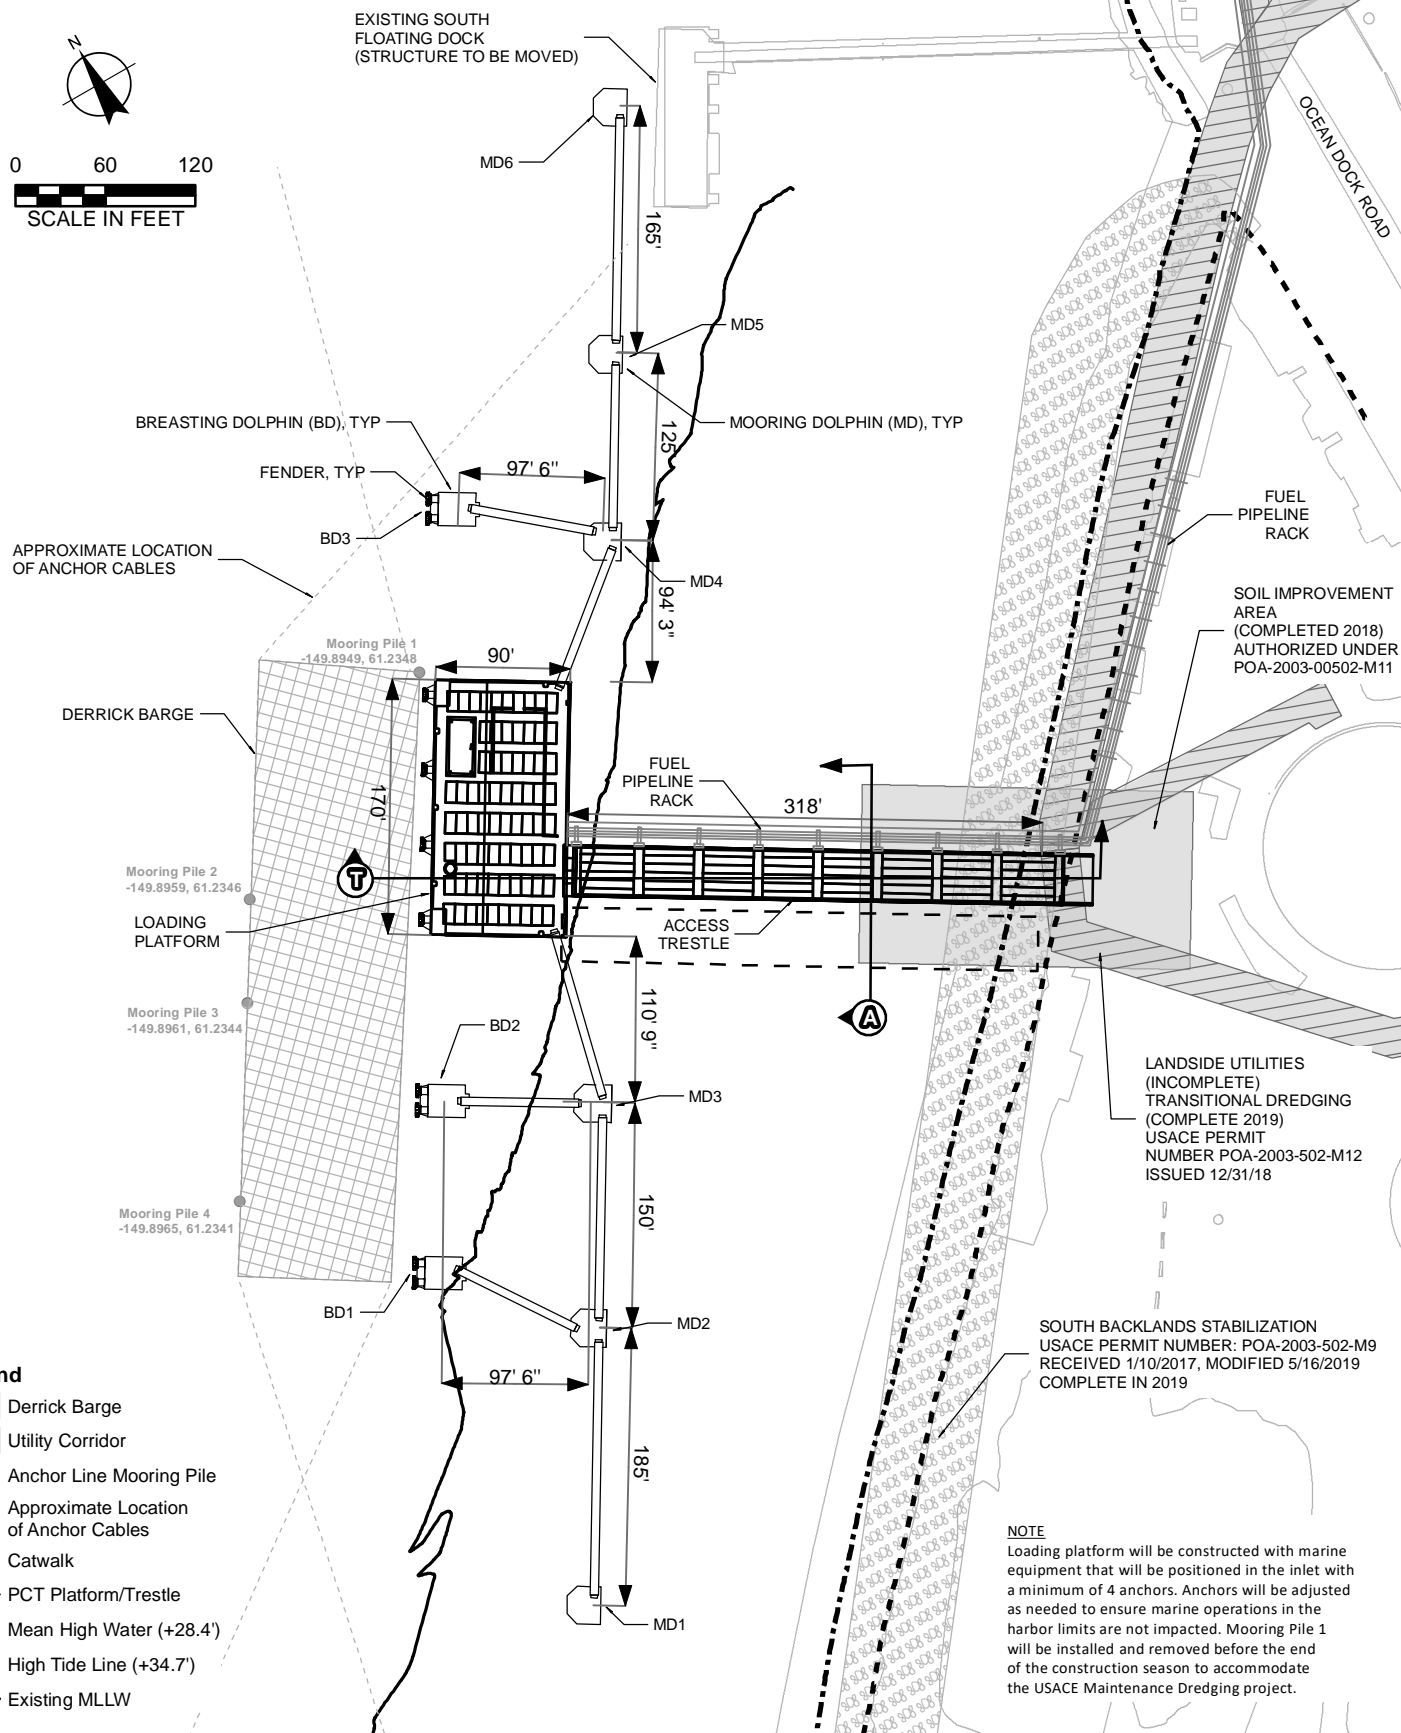 EXISTING SOUTH
FLOATING DOCK
(STRUCTURE TO BE MOVED)
N
0 60 120
SCALE IN FEET
MD6
OCEAN DOCK ROAD
165'
MD5
BREASTING DOLPHIN (BD), TYP
MOORING DOLPHIN (MD), TYP
125'
97' 6"
FENDER, TYP
BD3
FUEL
PIPELINE
RACK
APPROXIMATE LOCATION
OF ANCHOR CABLES
MD4
94' 3"
SOIL IMPROVEMENT
AREA
(COMPLETED 2018)
AUTHORIZED UNDER
POA-2003-00502-M11
Mooring Pile 1
-149.8949, 61.2348
90'
DERRICK BARGE
170'
FUEL
PIPELINE
RACK
318'
Mooring Pile 2
-149.8959, 61.2346
T
LOADING
PLATFORM
ACCESS
TRESTLE
Mooring Pile 3
-149.8961, 61.2344
110' 9"
A
BD2
MD3
LANDSIDE UTILITIES
(INCOMPLETE)
TRANSITIONAL DREDGING
(COMPLETE 2019)
USACE PERMIT
NUMBER POA-2003-502-M12
ISSUED 12/31/18
Mooring Pile 4
-149.8965, 61.2341
150'
BD1
MD2
97' 6"
SOUTH BACKLANDS STABILIZATION
USACE PERMIT NUMBER: POA-2003-502-M9
RECEIVED 1/10/2017, MODIFIED 5/16/2019
COMPLETE IN 2019
185'
MD1
nd
Derrick Barge
Utility Corridor
Anchor Line Mooring Pile
Approximate Location
of Anchor Cables
Catwalk
PCT Platform/Trestle
Mean High Water (+28.4')
High Tide Line (+34.7')
Existing MLLW
NOTE
Loading platform will be constructed with marine
equipment that will be positioned in the inlet with
a minimum of 4 anchors. Anchors will be adjusted
as needed to ensure marine operations in the
harbor limits are not impacted. Mooring Pile 1
will be installed and removed before the end
of the construction season to accommodate
the USACE Maintenance Dredging project.